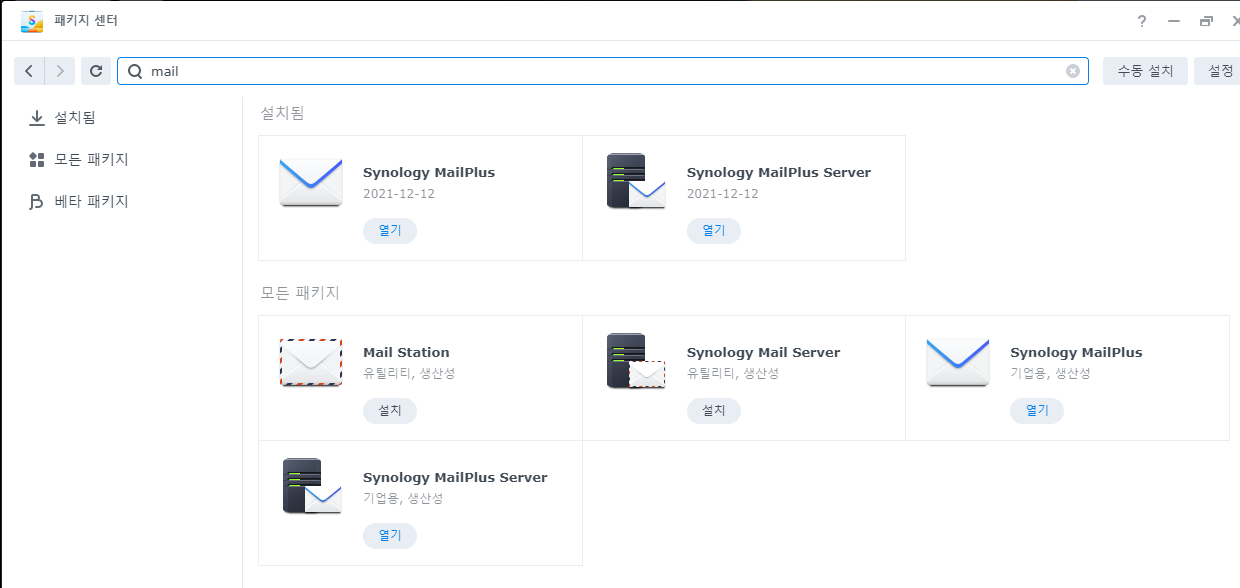 패키지 센터
mail
수동 설치
설정
설치됨
모든 패키지
베타 패키지
설치됨
Synology MailPlus
2021-12-12
열기
Synology MailPlus Server
2021-12-12
열기
모든 패키지
Mail Station
유틸리티, 생산성
설치
Synology Mail Server
유틸리티, 생산성
설치
Synology MailPlus
기업용, 생산성
열기
Synology MailPlus Server
기업용, 생산성
열기